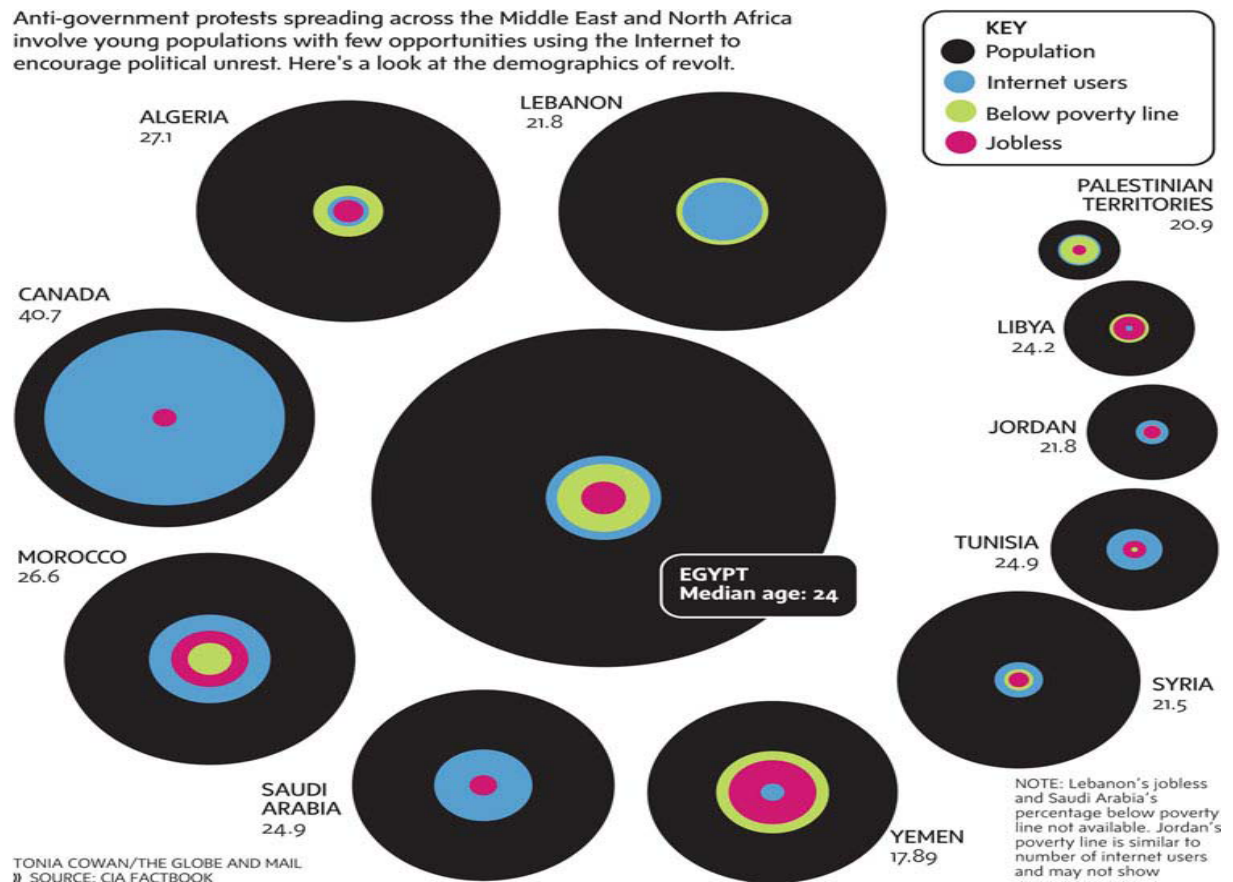 Anti-government protests spreading across the Middle East and North Africa
involve young populations with few opportunities using the Internet to
encourage political unrest. Here's a look at the demographics of revolt.
KEY
Population
Internet users
Below poverty line
Jobless
ALGERIA
27.1
LEBANON
21.8
PALESTINIAN
TERRITORIES
20.9
CANADA
40.7
LIBYA
24.2
JORDAN
21.8
TUNISIA
24.9
EGYPT
Median age: 24
MOROCCO
26.6
SYRIA
21.5
SAUDI
ARABIA
24.9
YEMEN
17.89
NOTE: Lebanon's jobless
and Saudi Arabia's
percentage below poverty
line not available. Jordan's
poverty line is similar to
number of internet users
and may not show
TONIA COWAN/THE GLOBE AND MAIL
⟫ SOURCE: CIA FACTBOOK